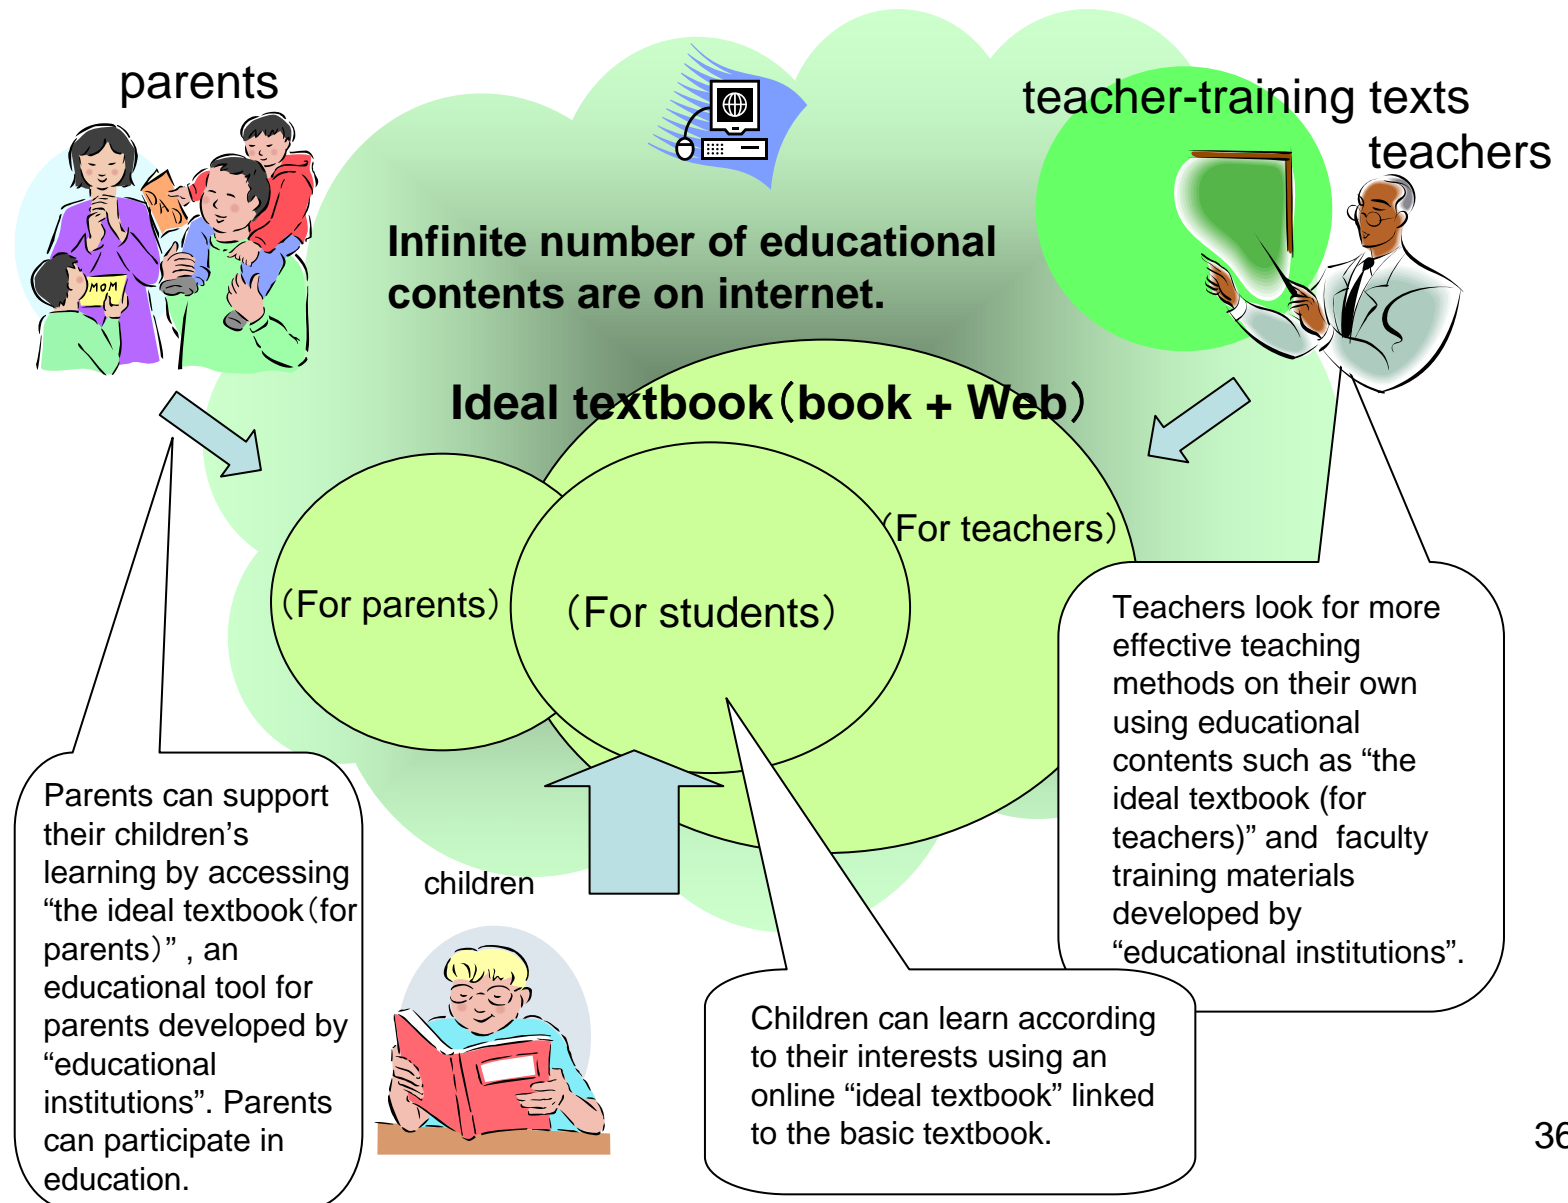 parents
teacher-training texts
teachers
DAD
MOM
Infinite number of educational
contents are on internet.
Ideal textbook（book + Web）
（For teachers）
（For parents）
（For students）
Teachers look for more
effective teaching
methods on their own
using educational
contents such as “the
ideal textbook (for
teachers)” and  faculty
training materials
developed by
“educational institutions”.
Parents can support
their children’s
learning by accessing
“the ideal textbook（for
parents）” , an
educational tool for
parents developed by
“educational
institutions”. Parents
can participate in
education.
children
Children can learn according
to their interests using an
online “ideal textbook” linked
to the basic textbook.
36